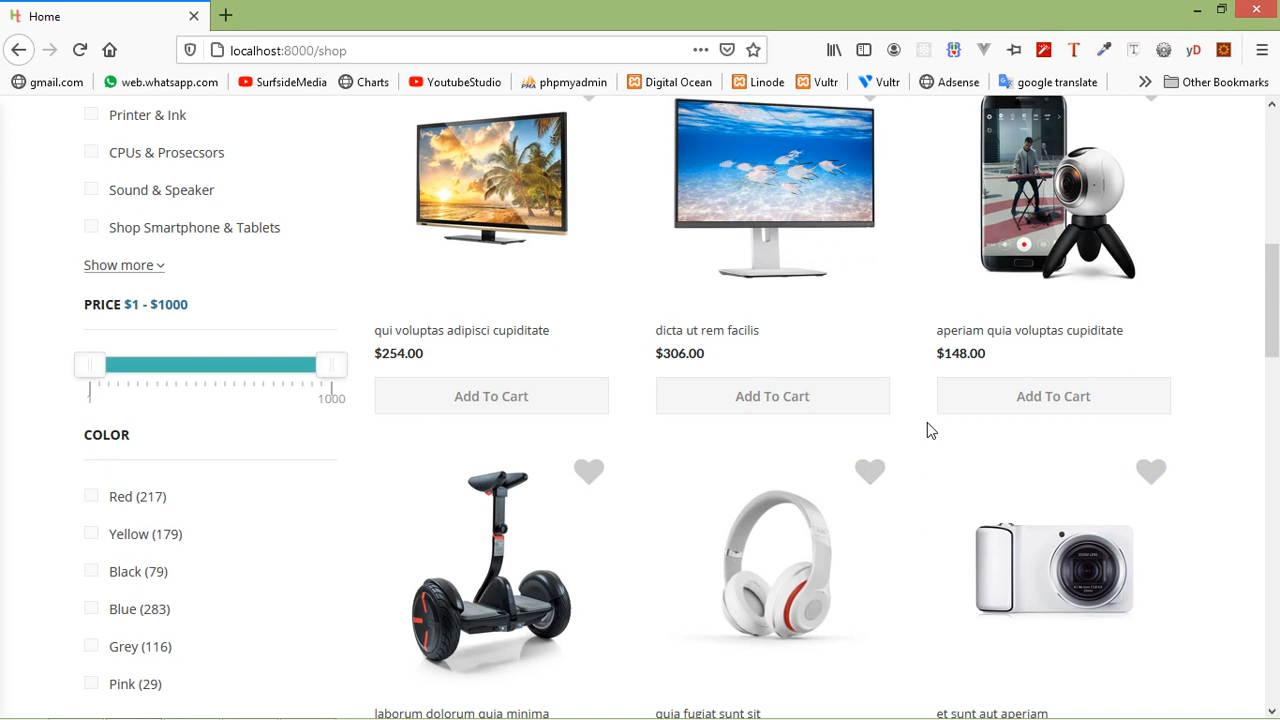 Home
localhost:8000/shop
gmail.com web.whatsapp.com SurfsideMedia Charts YoutubeStudio phpmyadmin Digital Ocean Linode Vultr Vultr Adsense google translate Other Bookmarks
Printer & Ink
CPUs & Prosecsors
Sound & Speaker
Shop Smartphone & Tablets
Show more
PRICE $1 - $1000
1 1000
COLOR
Red (217)
Yellow (179)
Black (79)
Blue (283)
Grey (116)
Pink (29)
qui voluptas adipisci cupiditate
$254.00
Add To Cart
dicta ut rem facilis
$306.00
Add To Cart
aperiam quia voluptas cupiditate
$148.00
Add To Cart
laborum dolorum quia minima
quia fugiat sunt sit
et sunt aut aperiam